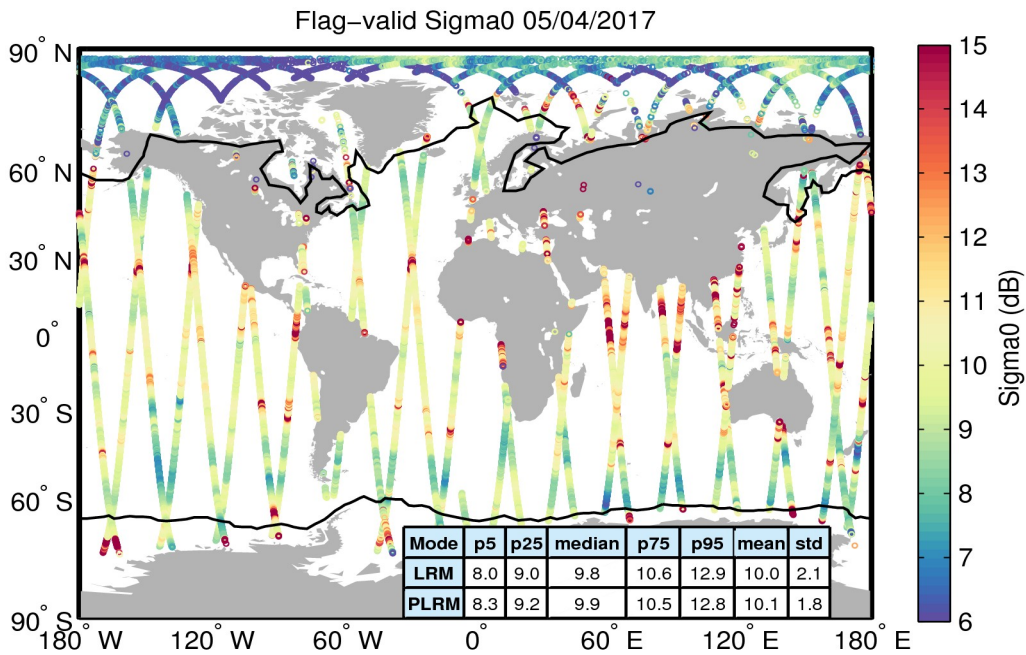 Flag−valid Sigma0 05/04/2017
90° N
60° N
30° N
0°
30° S
60° S
90° S
180° W
120° W
60° W
0°
60° E
120° E
180° E
Mode p5 p25 median p75 p95 mean std
LRM 8.0 9.0 9.8 10.6 12.9 10.0 2.1
PLRM 8.3 9.2 9.9 10.5 12.8 10.1 1.8
15
14
13
12
11
10
9
8
7
6
Sigma0 (dB)